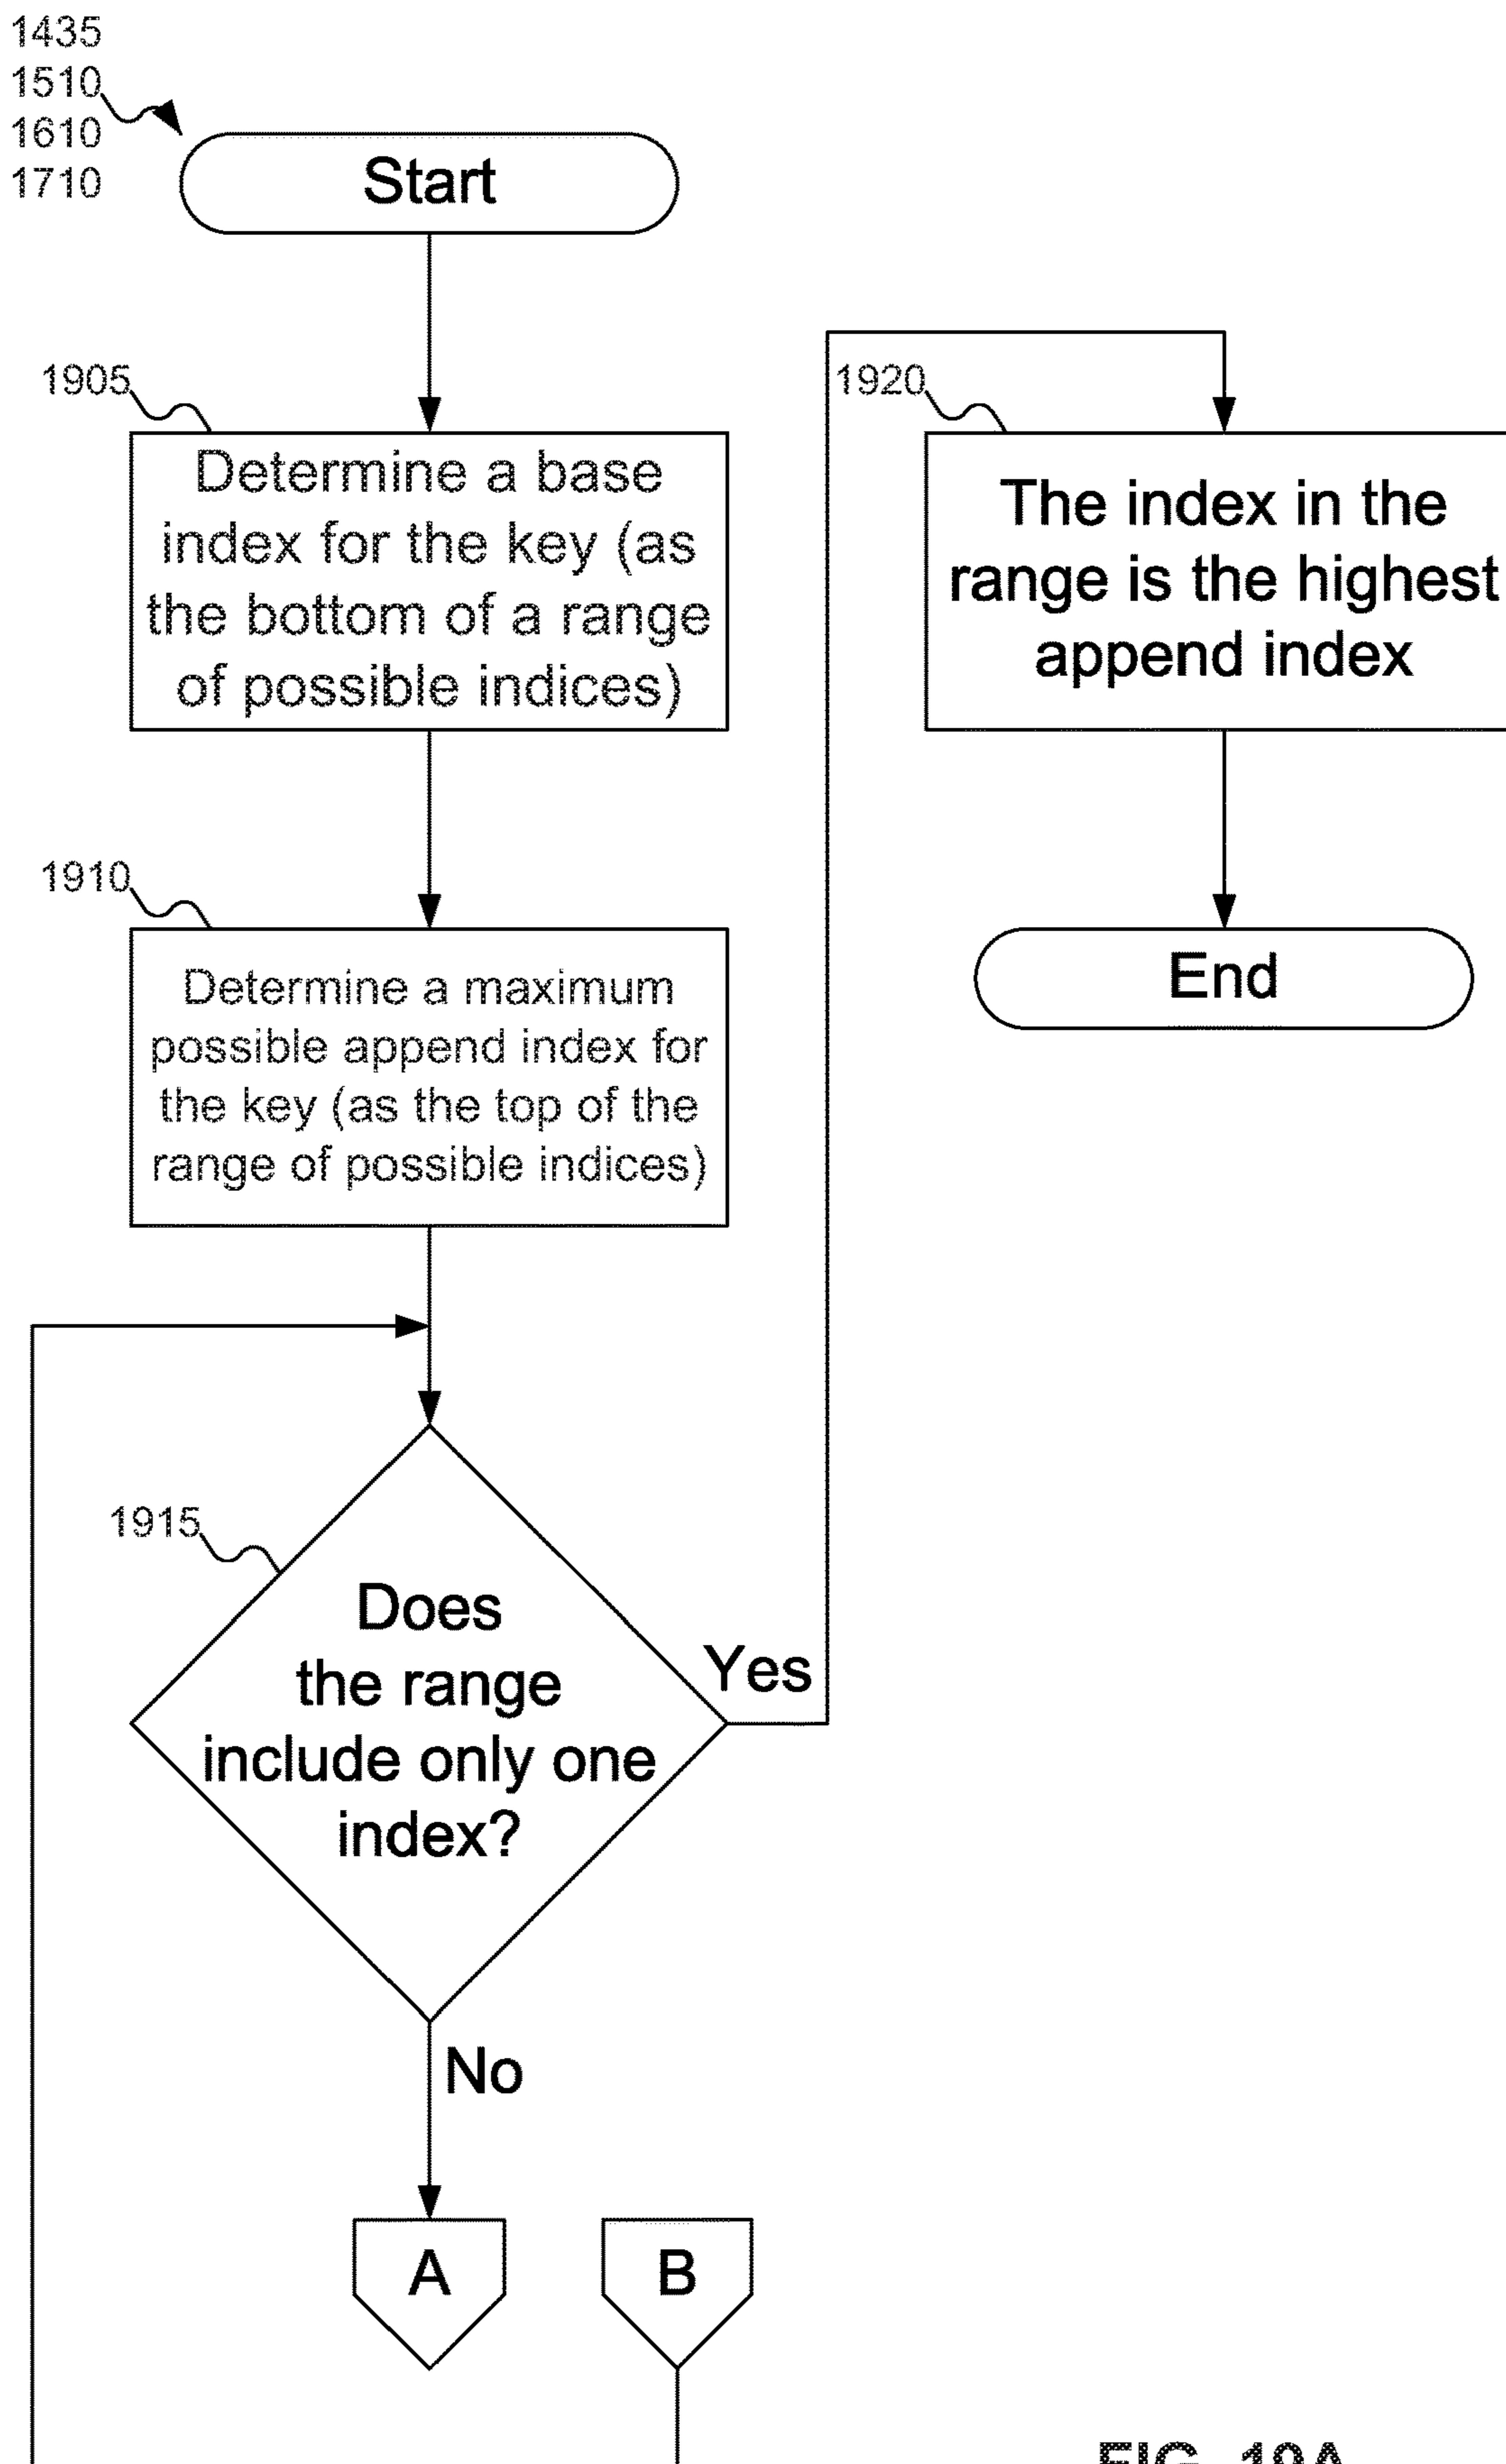 1435
1510
1610
1710
Start
1905
Determine a base
index for the key (as
the bottom of a range
of possible indices)
1910
Determine a maximum
possible append index for
the key (as the top of the
range of possible indices)
1915
Does
the range
include only one
index?
Yes
No
A
B
1920
The index in the
range is the highest
append index
End
FIG. 19A